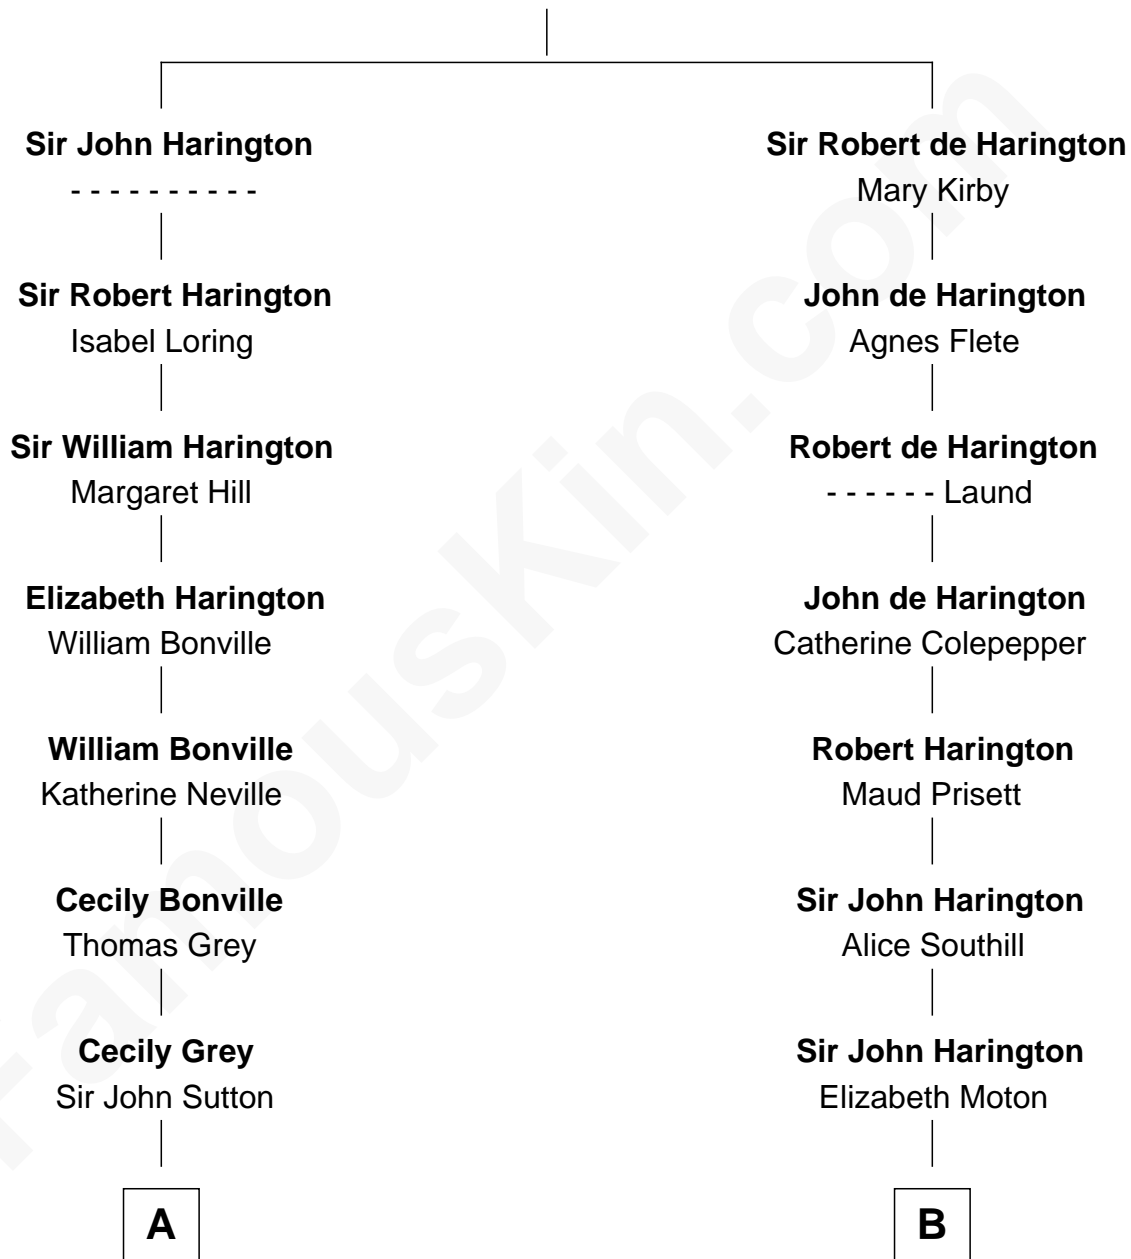 Sir John Harington
- - - - - - - - - -
Sir Robert Harington
Isabel Loring
Sir William Harington
Margaret Hill
Elizabeth Harington
William Bonville
William Bonville
Katherine Neville
Cecily Bonville
Thomas Grey
Cecily Grey
Sir John Sutton
A
Sir Robert de Harington
Mary Kirby
John de Harington
Agnes Flete
Robert de Harington
- - - - - - Laund
John de Harington
Catherine Colepepper
Robert Harington
Maud Prisett
Sir John Harington
Alice Southill
Sir John Harington
Elizabeth Moton
B
FamousKin.com